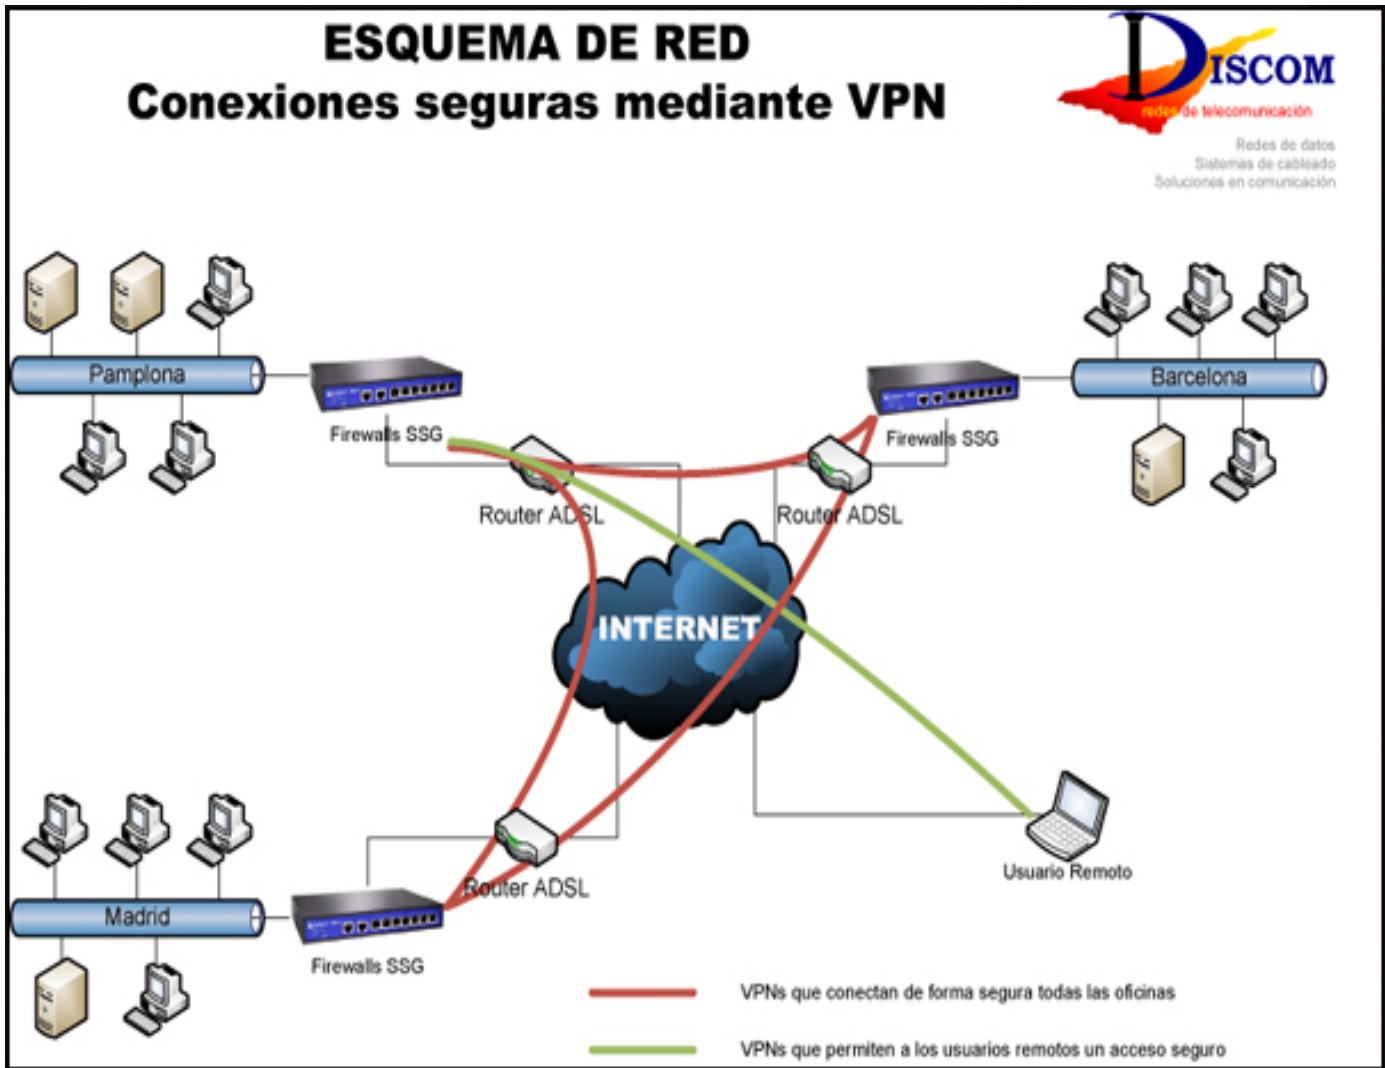 ESQUEMA DE RED
Conexiones seguras mediante VPN
DISCOM
redes de telecomunicación
Redes de datos
Sistemas de cableado
Soluciones en comunicación
Pamplona
Firewalls SSG
Router ADSL
Barcelona
Firewalls SSG
Router ADSL
INTERNET
Usuario Remoto
Router ADSL
Madrid
Firewalls SSG
VPNs que conectan de forma segura todas las oficinas
VPNs que permiten a los usuarios remotos un acceso seguro